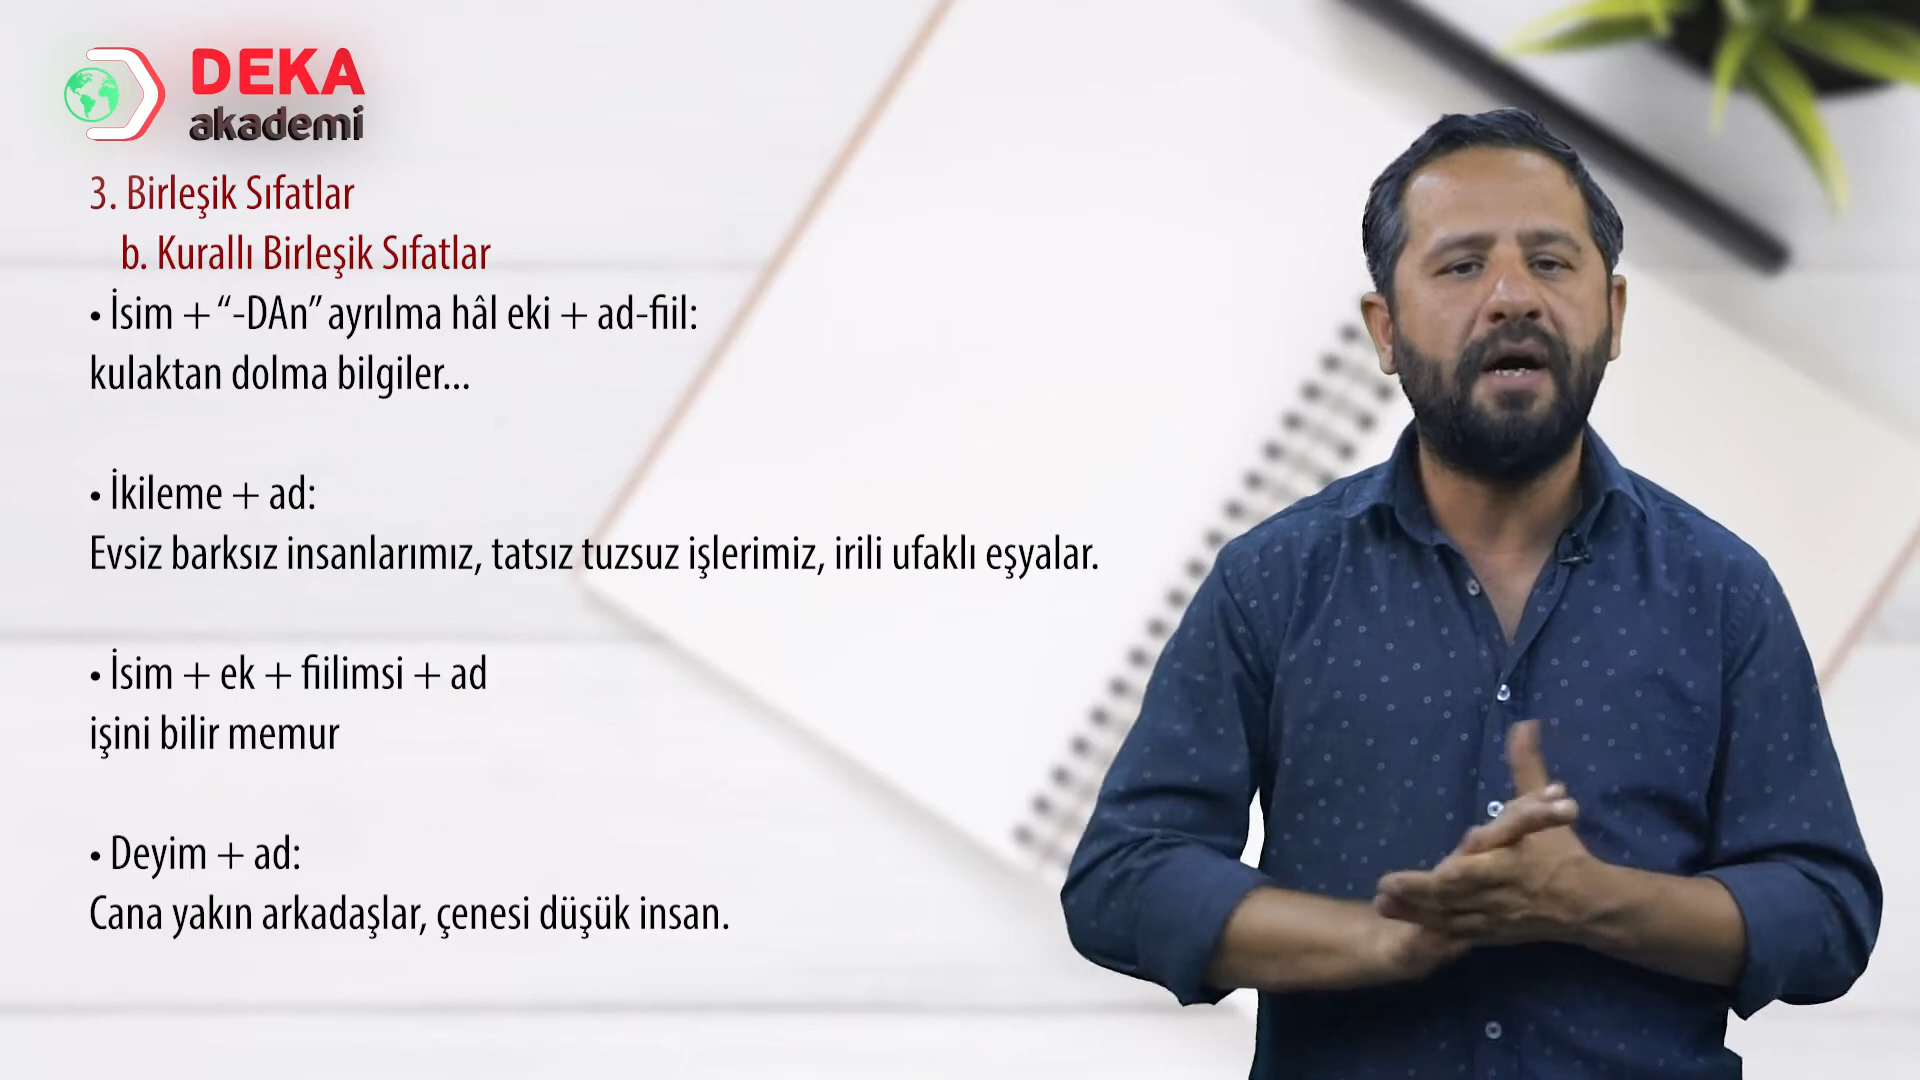 DEKA
akademi
3. Birleşik Sıfatlar
b. Kurallı Birleşik Sıfatlar
• İsim + “-DAn” ayrılma hâl eki + ad-fiil:
kulaktan dolma bilgiler...
• İkileme + ad:
Evsiz barksız insanlarımız, tatsız tuzsuz işlerimiz, irili ufaklı eşyalar.
• İsim + ek + fiilimsi + ad
işini bilir memur
• Deyim + ad:
Cana yakın arkadaşlar, çenesi düşük insan.